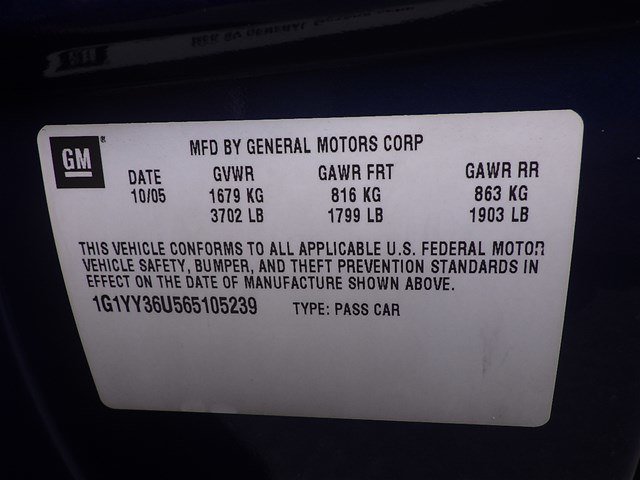 GM ® MFD BY GENERAL MOTORS CORP
DATE GVWR GAWR FRT GAWR RR
10/05 1679 KG 816 KG 863 KG
3702 LB 1799 LB 1903 LB
THIS VEHICLE CONFORMS TO ALL APPLICABLE U.S. FEDERAL MOTOR
VEHICLE SAFETY, BUMPER, AND THEFT PREVENTION STANDARDS IN
EFFECT ON THE DATE OF MANUFACTURE SHOWN ABOVE.
1G1YY36U565105239 TYPE: PASS CAR